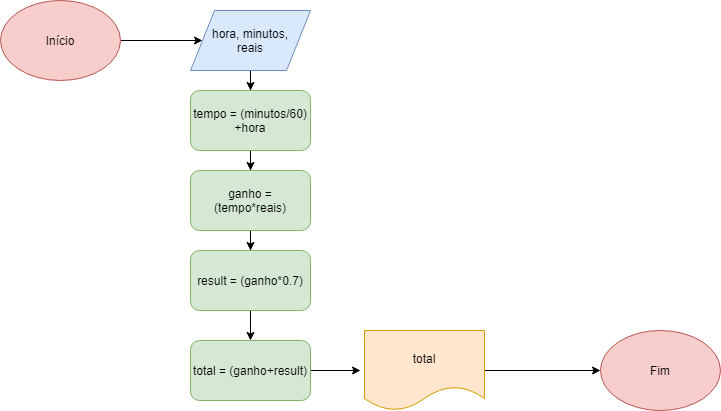 Início
hora, minutos,
reais
tempo = (minutos/60)
+hora
ganho =
(tempo*reais)
result = (ganho*0.7)
total = (ganho+result)
total
Fim